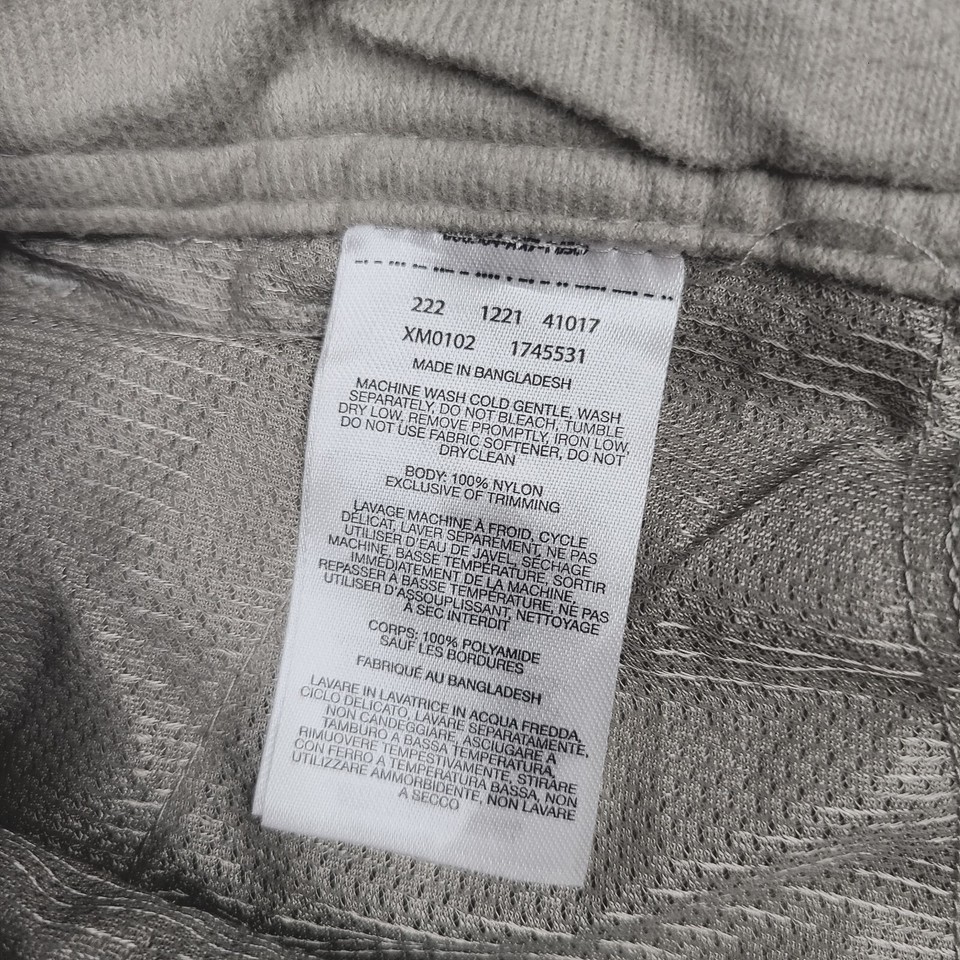 222 1221 41017
XM0102 1745531
MADE IN BANGLADESH
MACHINE WASH COLD GENTLE, WASH
SEPARATELY, DO NOT BLEACH, TUMBLE
DRY LOW, REMOVE PROMPTLY, IRON LOW,
DO NOT USE FABRIC SOFTENER, DO NOT
DRYCLEAN
BODY: 100% NYLON
EXCLUSIVE OF TRIMMING
LAVAGE MACHINE À FROID, CYCLE
DÉLICAT, LAVER SÉPARÉMENT, NE PAS
UTILISER D'EAU DE JAVEL, SÉCHAGE
MACHINE, BASSE TEMPÉRATURE, SORTIR
IMMÉDIATEMENT DE LA MACHINE,
REPASSER À BASSE TEMPÉRATURE, NE PAS
UTILISER D'ASSOUPLISSANT, NETTOYAGE
À SEC INTERDIT
CORPS: 100% POLYAMIDE
SAUF LES BORDURES
FABRIQUÉ AU BANGLADESH
LAVARE IN LAVATRICE IN ACQUA FREDDA,
CICLO DELICATO, LAVARE SEPARATAMENTE,
NON CANDEGGIARE, ASCIUGARE A
TAMBURO A BASSA TEMPERATURA,
RIMUOVERE TEMPESTIVAMENTE, STIRARE
CON FERRO A TEMPERATURA BASSA, NON
UTILIZZARE AMMORBIDENTE, NON LAVARE
A SECCO